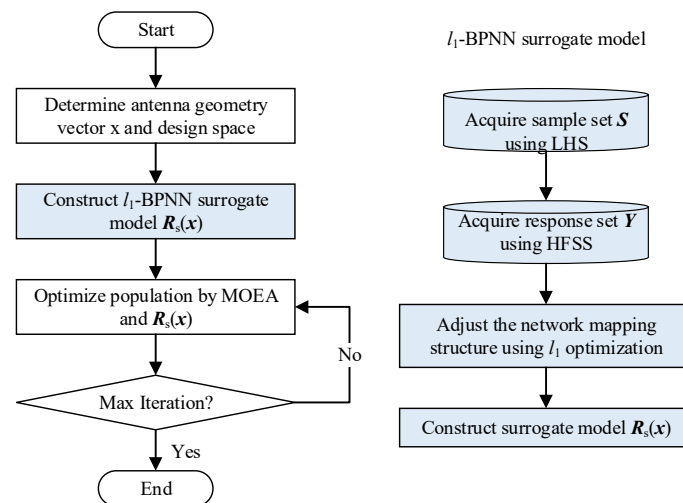 Start
Determine antenna geometry
vector x and design space
Construct l₁-BPNN surrogate
model Rₛ(x)
Optimize population by MOEA
and Rₛ(x)
No
Max Iteration?
Yes
End
l₁-BPNN surrogate model
Acquire sample set S
using LHS
Acquire response set Y
using HFSS
Adjust the network mapping
structure using l₁ optimization
Construct surrogate model Rₛ(x)